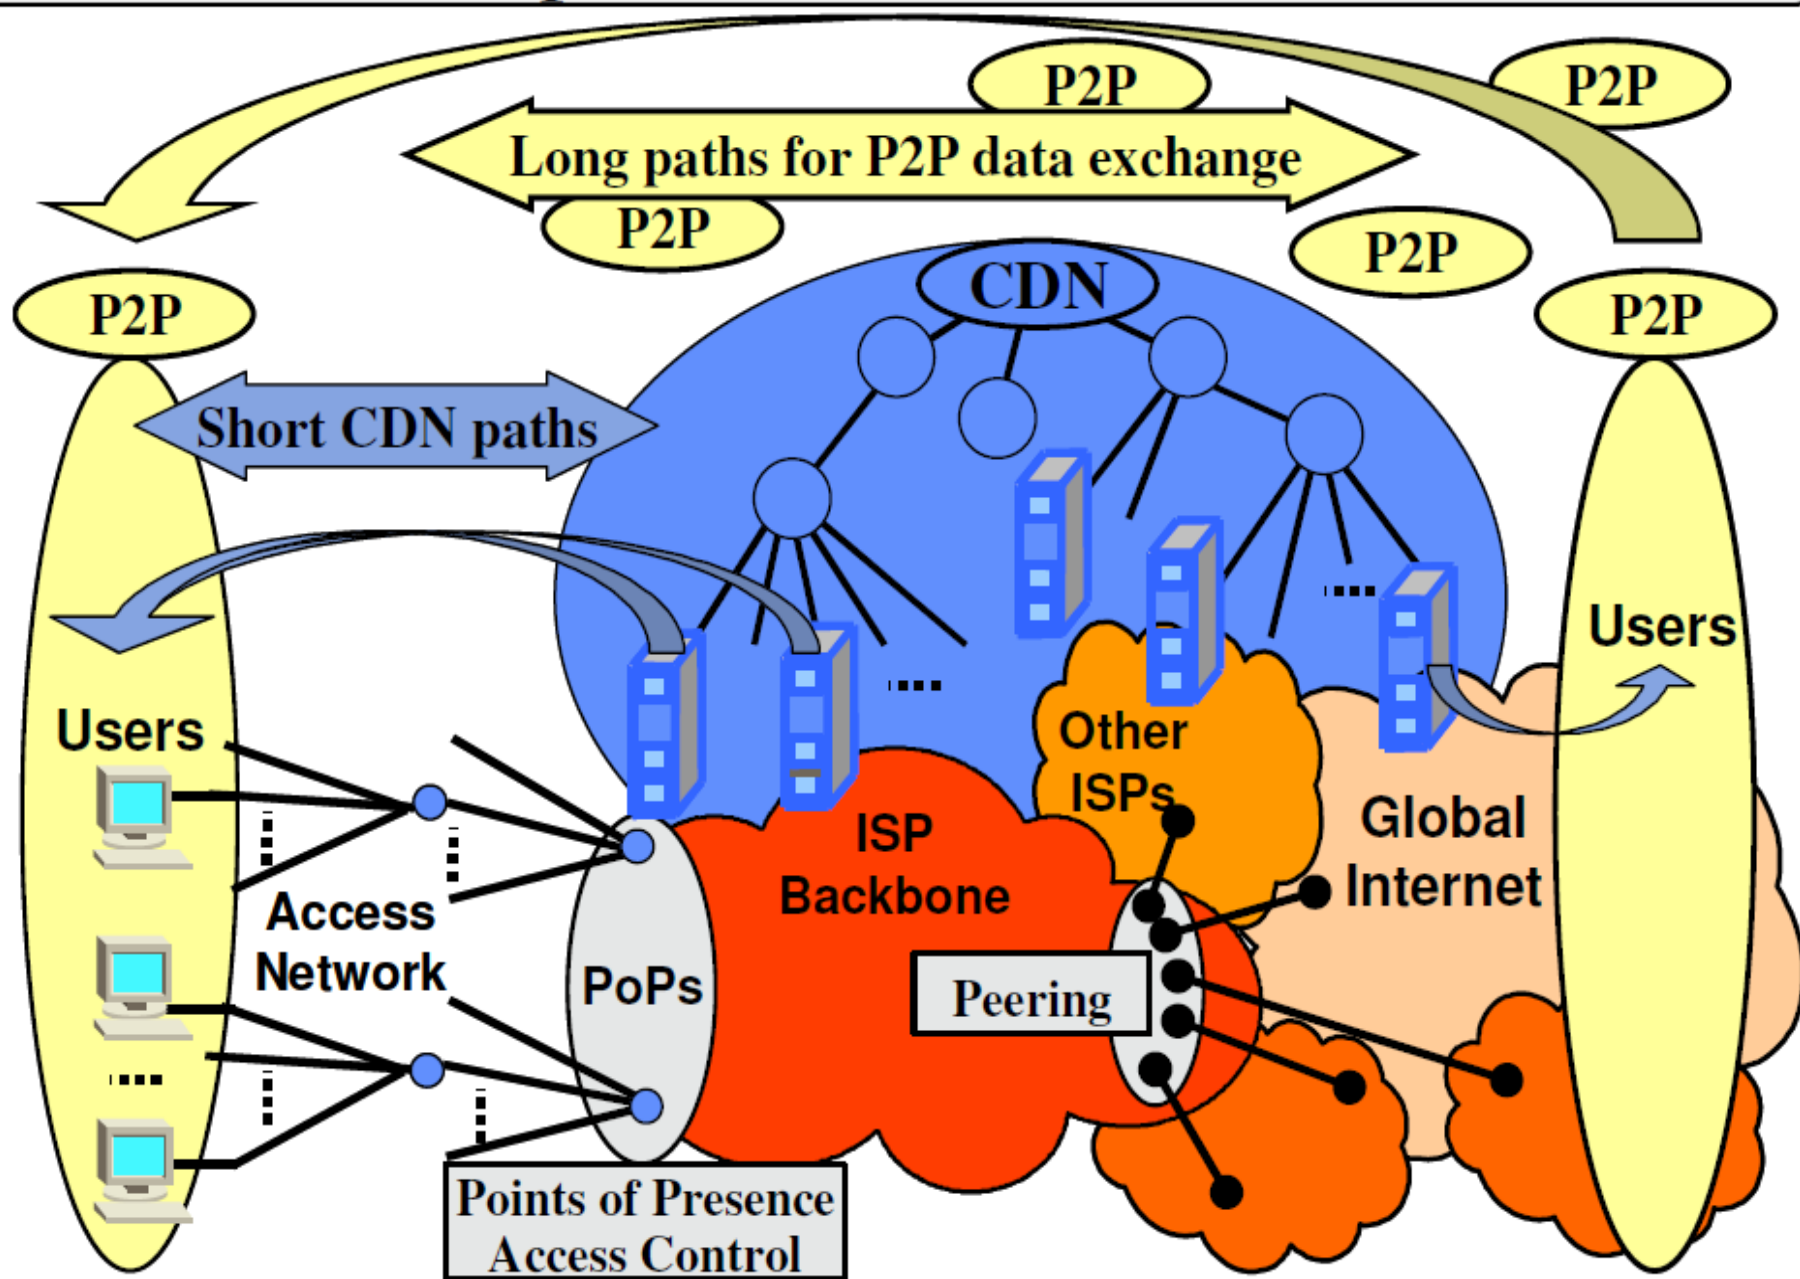 P2P
P2P
Long paths for P2P data exchange
P2P
P2P
CDN
P2P
P2P
Short CDN paths
Users
Users
Other
ISPs
ISP
Backbone
Global
Internet
Access
Network
PoPs
Peering
Points of Presence
Access Control